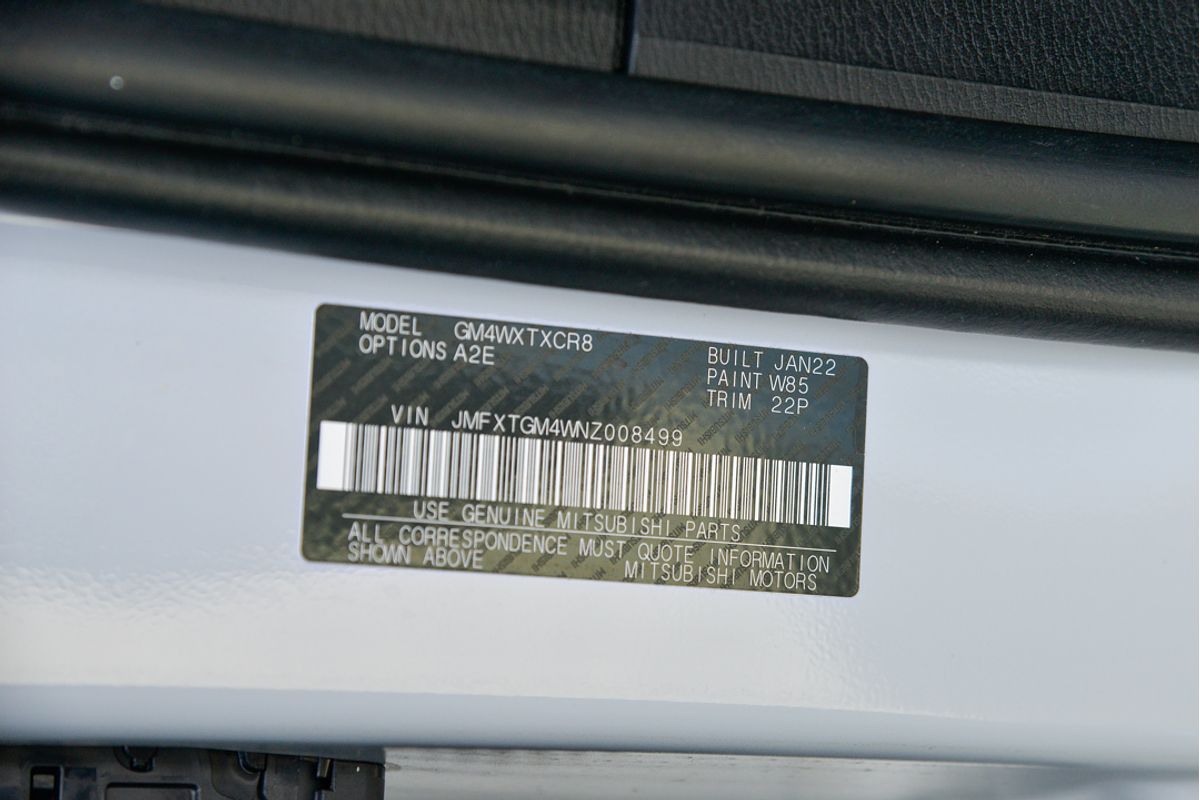 MODEL GM4WXTXCR8
OPTIONS A2E
BUILT JAN22
PAINT W85
TRIM 22P
VIN JMFXTGM4WNZ008499
USE GENUINE MITSUBISHI PARTS
ALL CORRESPONDENCE MUST QUOTE INFORMATION
SHOWN ABOVE
MITSUBISHI MOTORS